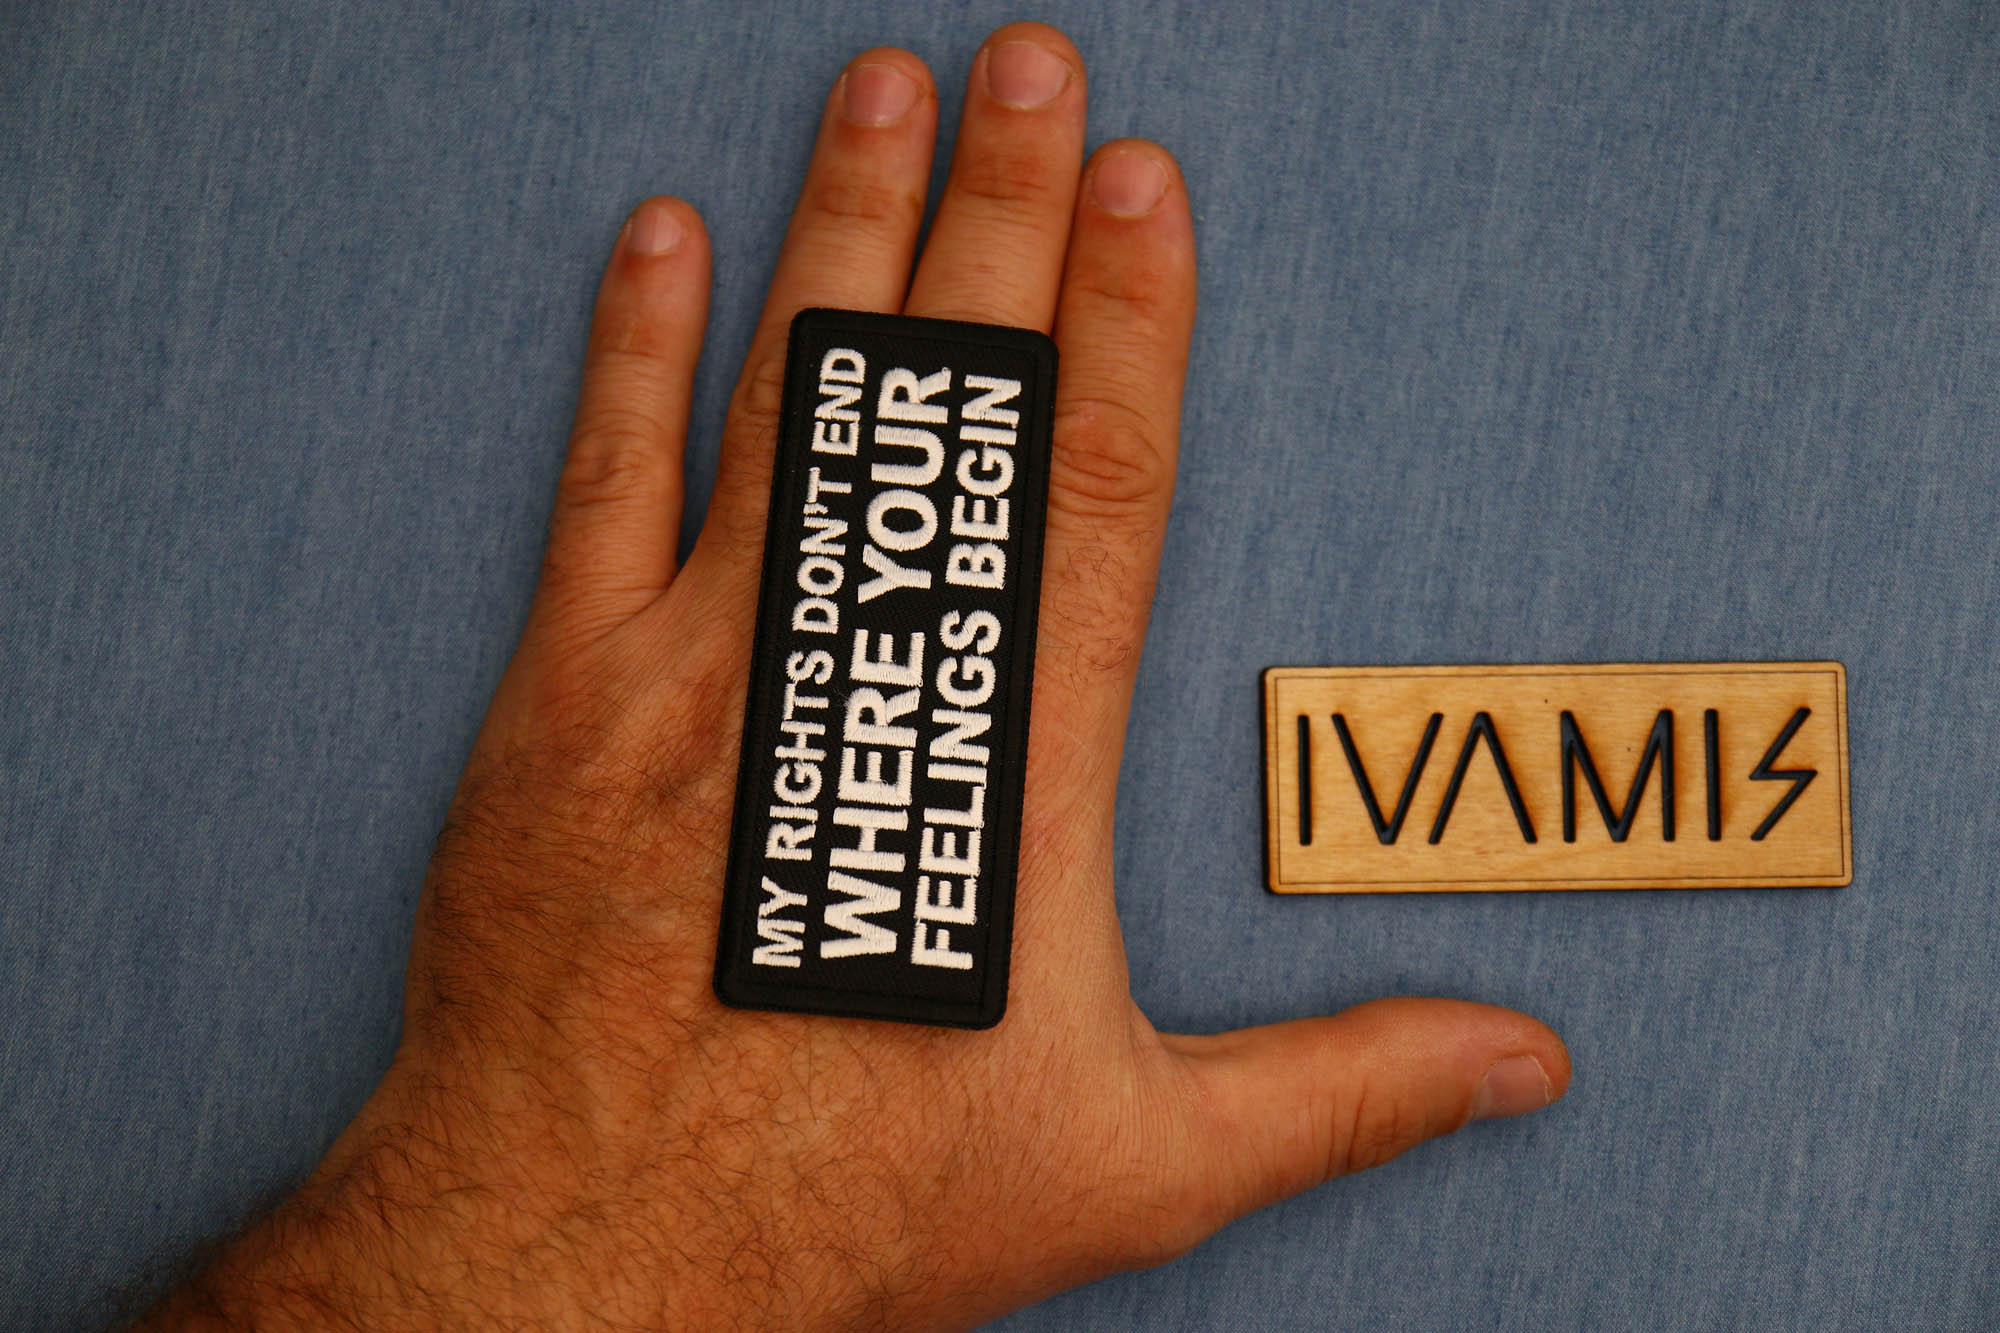 MY RIGHTS DON'T END
WHERE YOUR
FEELINGS BEGIN
IVAMIS